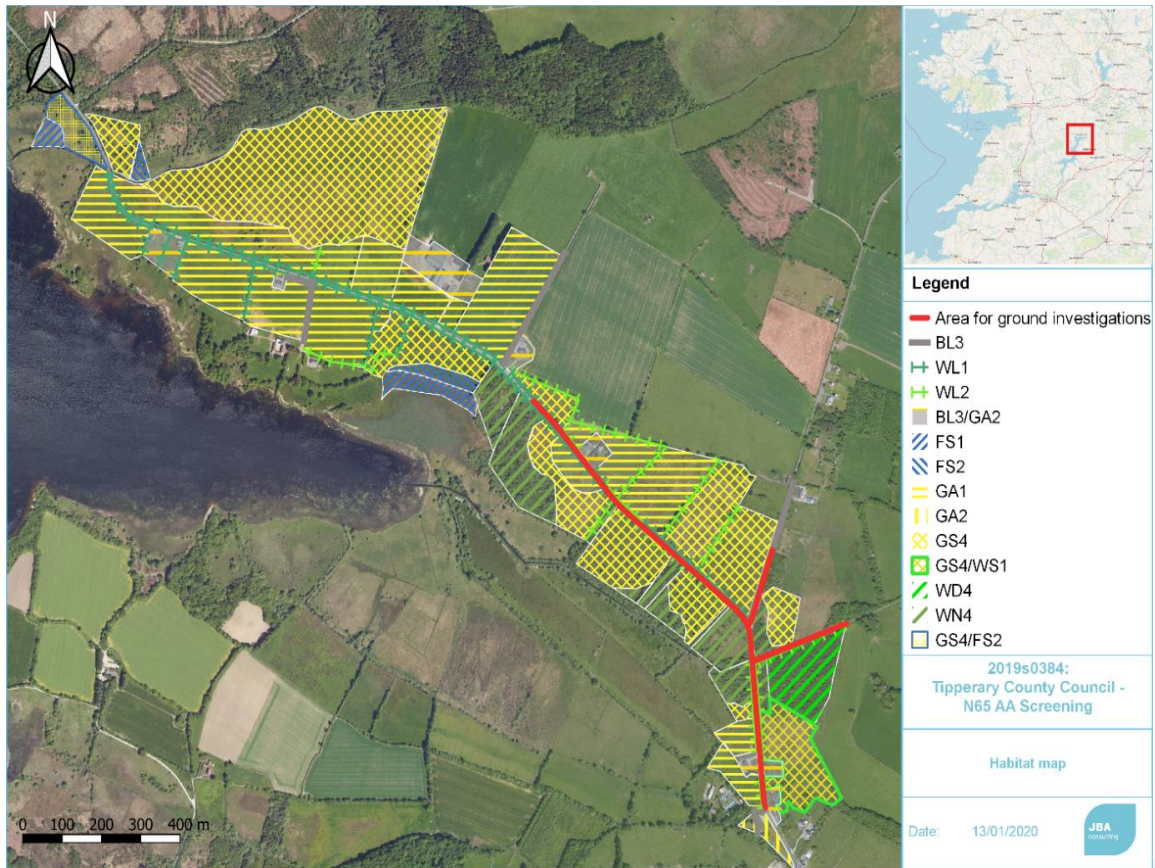 N
0 100 200 300 400 m
Legend
Area for ground investigations
BL3
WL1
WL2
BL3/GA2
FS1
FS2
GA1
GA2
GS4
GS4/WS1
WD4
WN4
GS4/FS2
2019s0384:
Tipperary County Council -
N65 AA Screening
Habitat map
Date: 13/01/2020
JBA
consulting